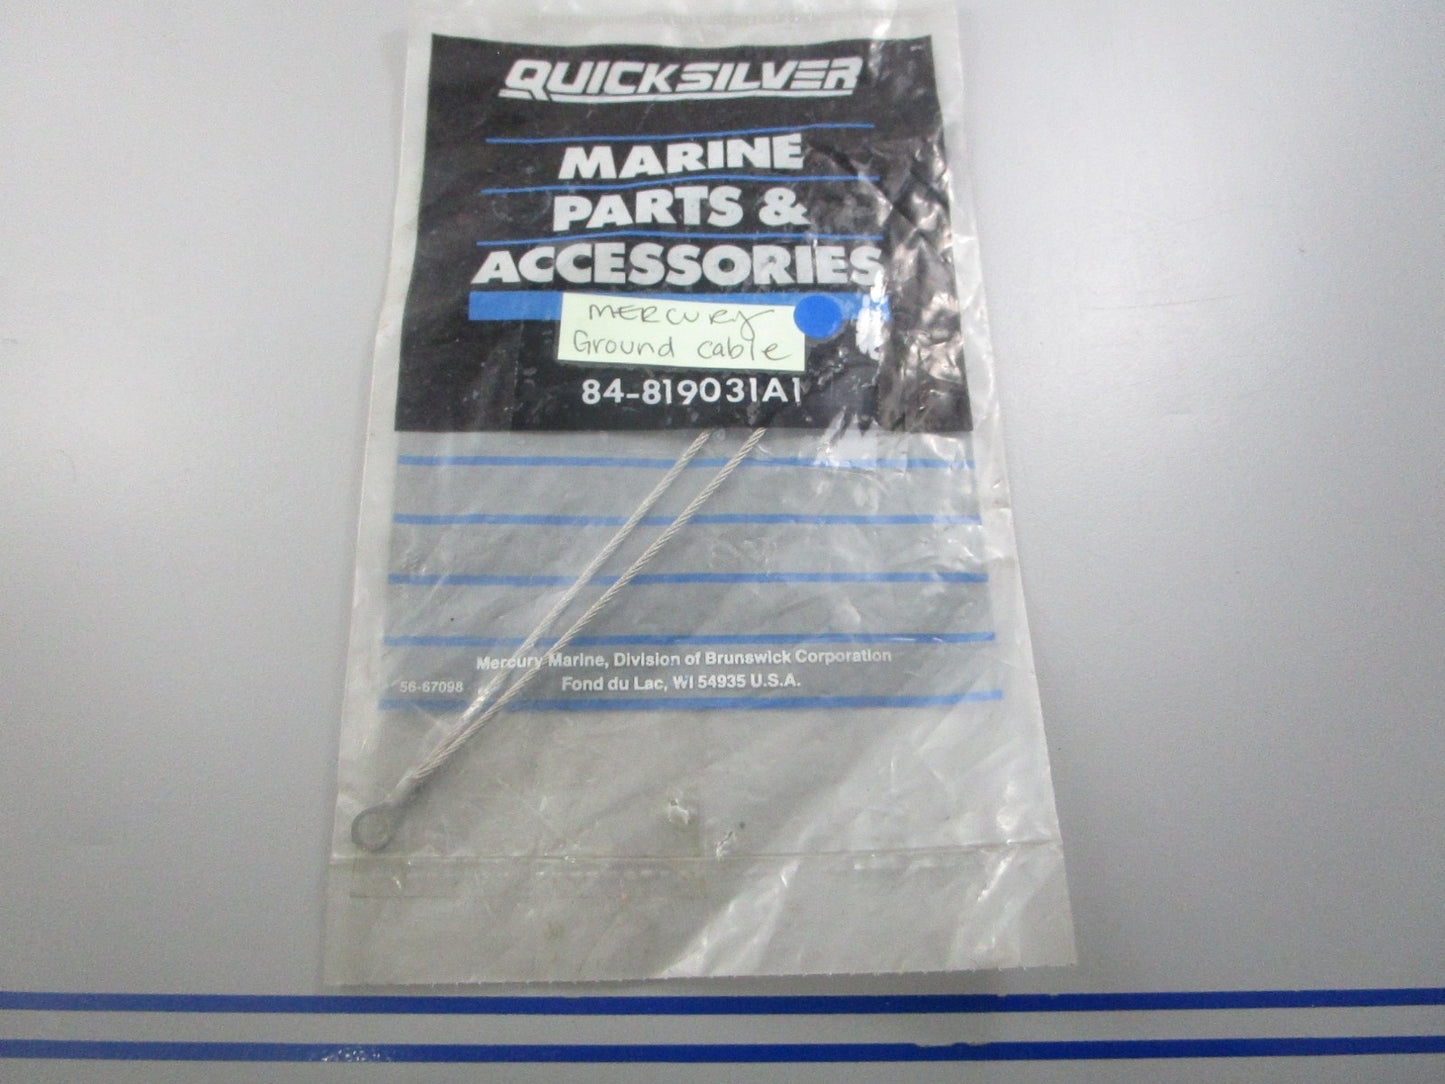 QUICKSILVER
MARINE
PARTS &
ACCESSORIES
MERCURY
Ground cable
84-819031A1
Mercury Marine, Division of Brunswick Corporation
56-67098
Fond du Lac, WI 54935 U.S.A.